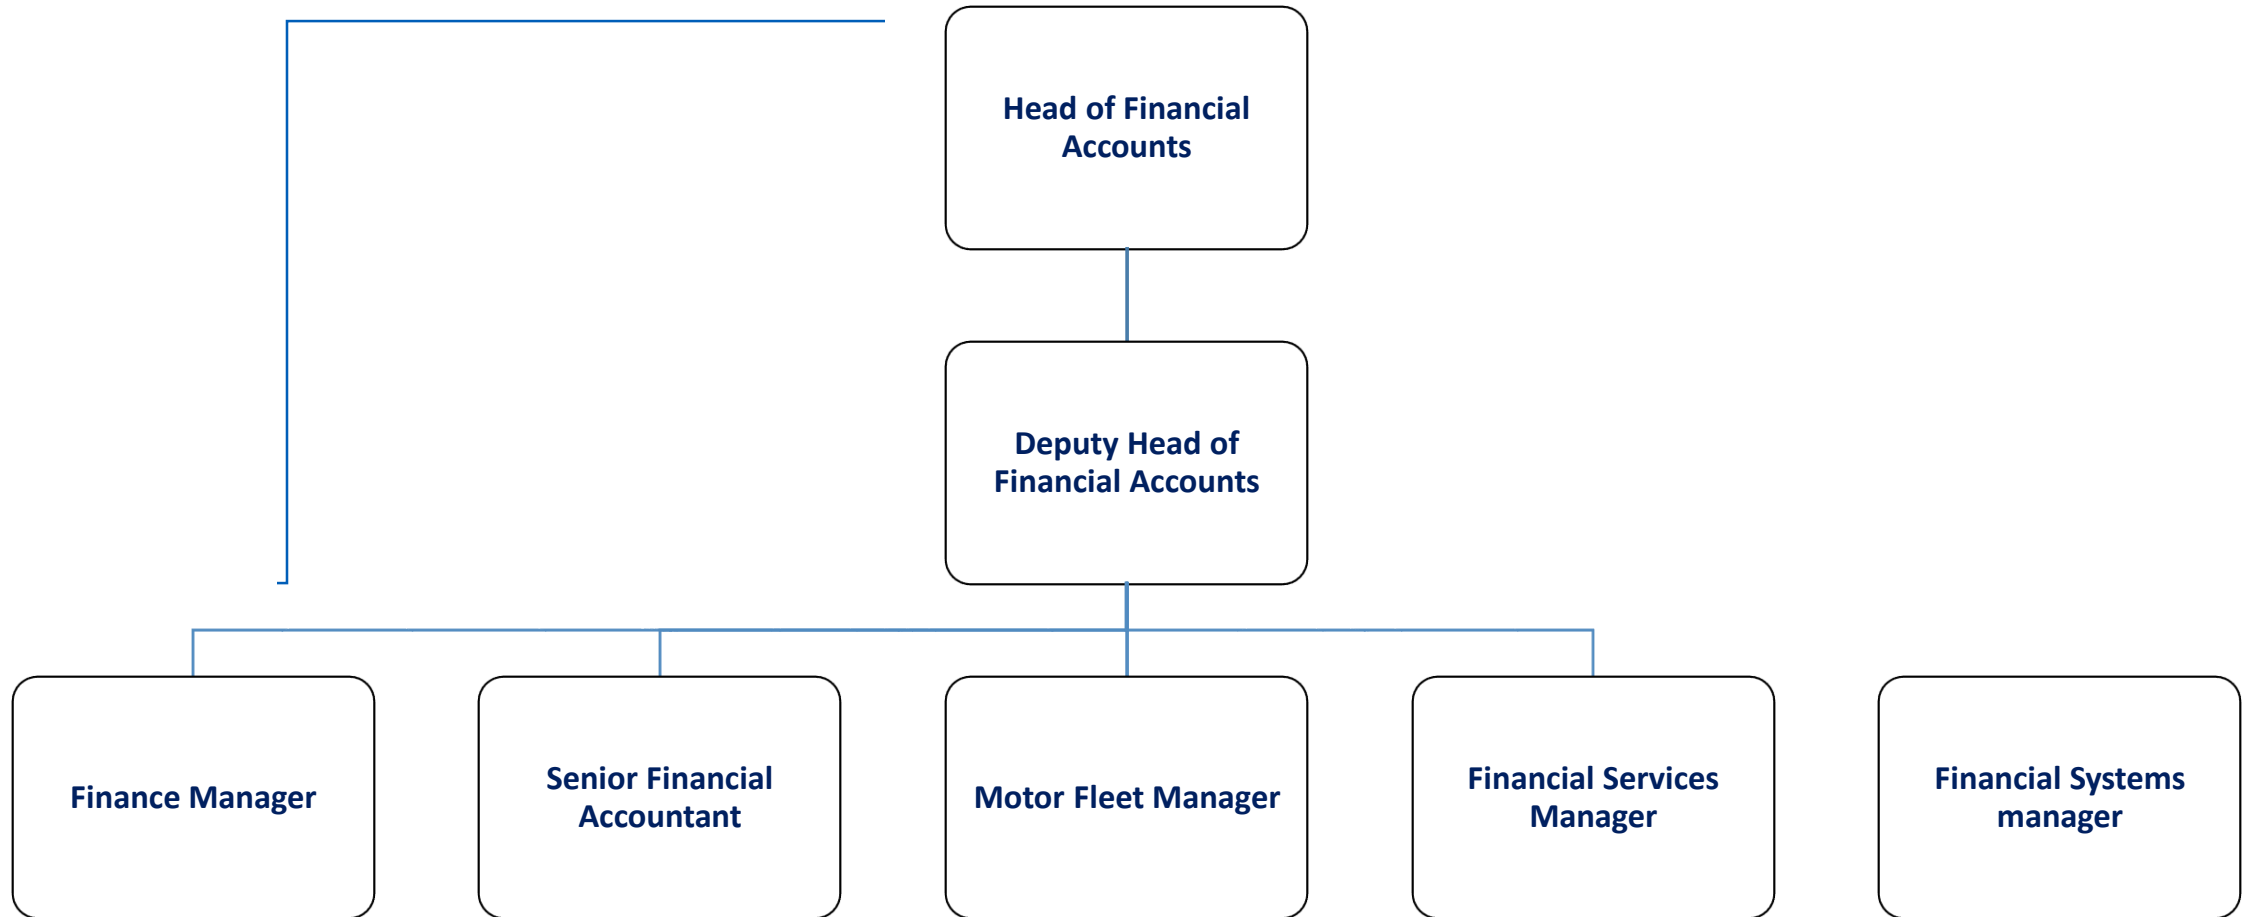 Head of Financial
Accounts
Deputy Head of
Financial Accounts
Finance Manager
Senior Financial
Accountant
Motor Fleet Manager
Financial Services
Manager
Financial Systems
manager